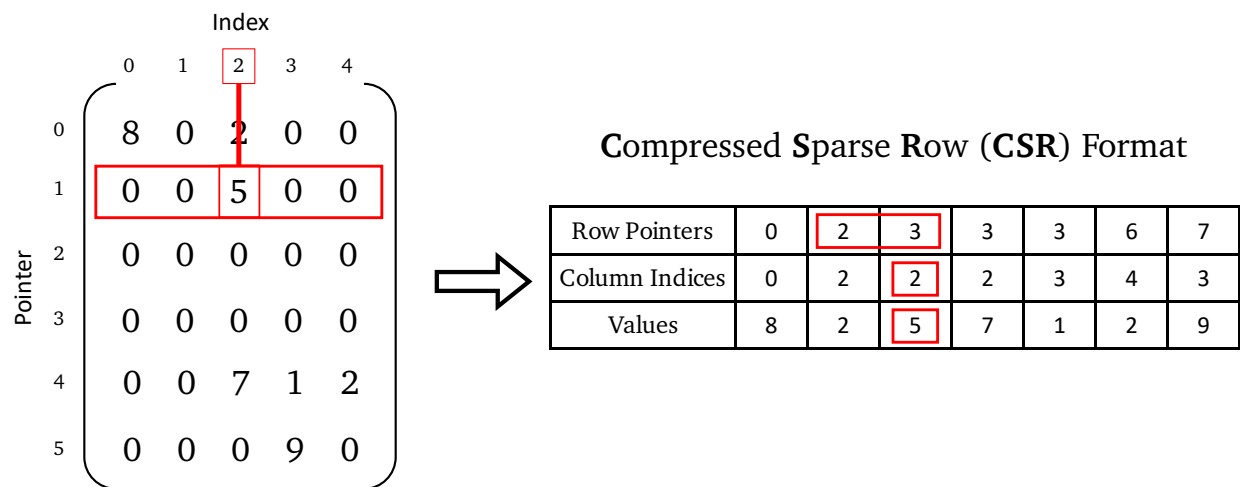 Index
0 1 2 3 4
Pointer
0 8 0 2 0 0
1 0 0 5 0 0
2 0 0 0 0 0
3 0 0 0 0 0
4 0 0 7 1 2
5 0 0 0 9 0
Compressed Sparse Row (CSR) Format
Row Pointers 0 2 3 3 3 6 7
Column Indices 0 2 2 2 3 4 3
Values 8 2 5 7 1 2 9